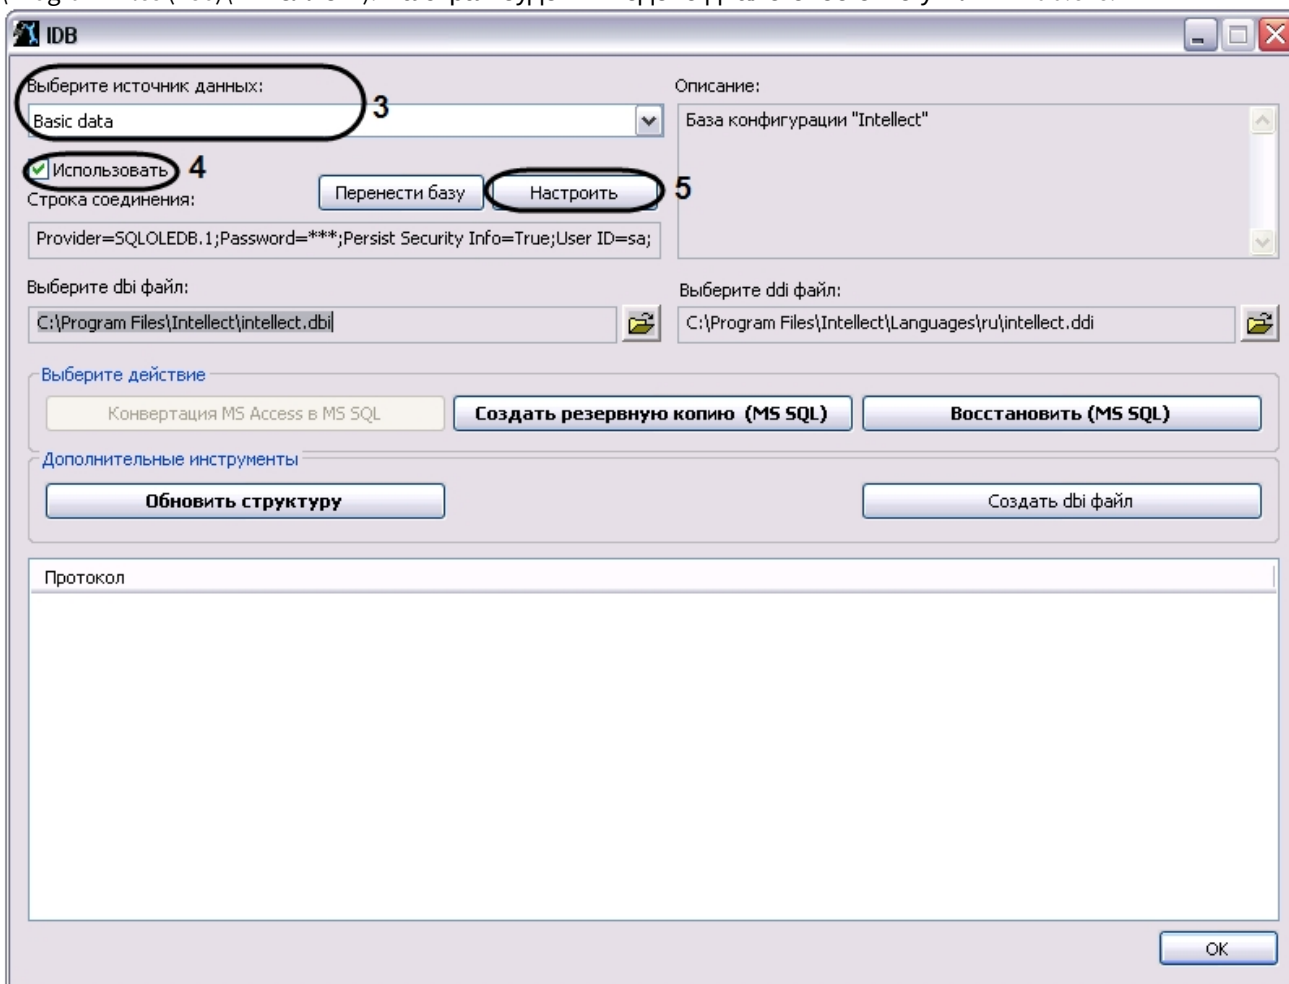 IDB
Выберите источник данных:
3
Basic data
Использовать
4
Перенести базу
Настроить
5
Строка соединения:
Provider=SQLOLEDB.1;Password=***;Persist Security Info=True;User ID=sa;
Описание:
База конфигурации "Intellect"
Выберите dbi файл:
C:\Program Files\Intellect\intellect.dbi
Выберите ddi файл:
C:\Program Files\Intellect\Languages\ru\intellect.ddi
Выберите действие
Конвертация MS Access в MS SQL
Создать резервную копию (MS SQL)
Восстановить (MS SQL)
Дополнительные инструменты
Обновить структуру
Создать dbi файл
Протокол
OK